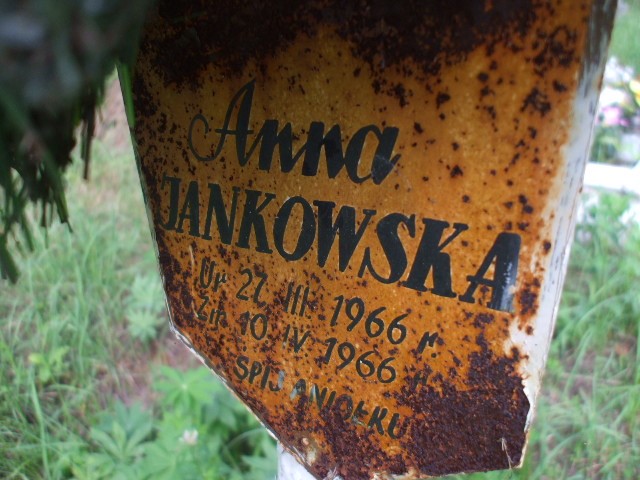 Anna
JANKOWSKA
Ur. 27. III. 1966 r.
Zm. 10 IV 1966 r.
ŚPIJ ANIOŁKU